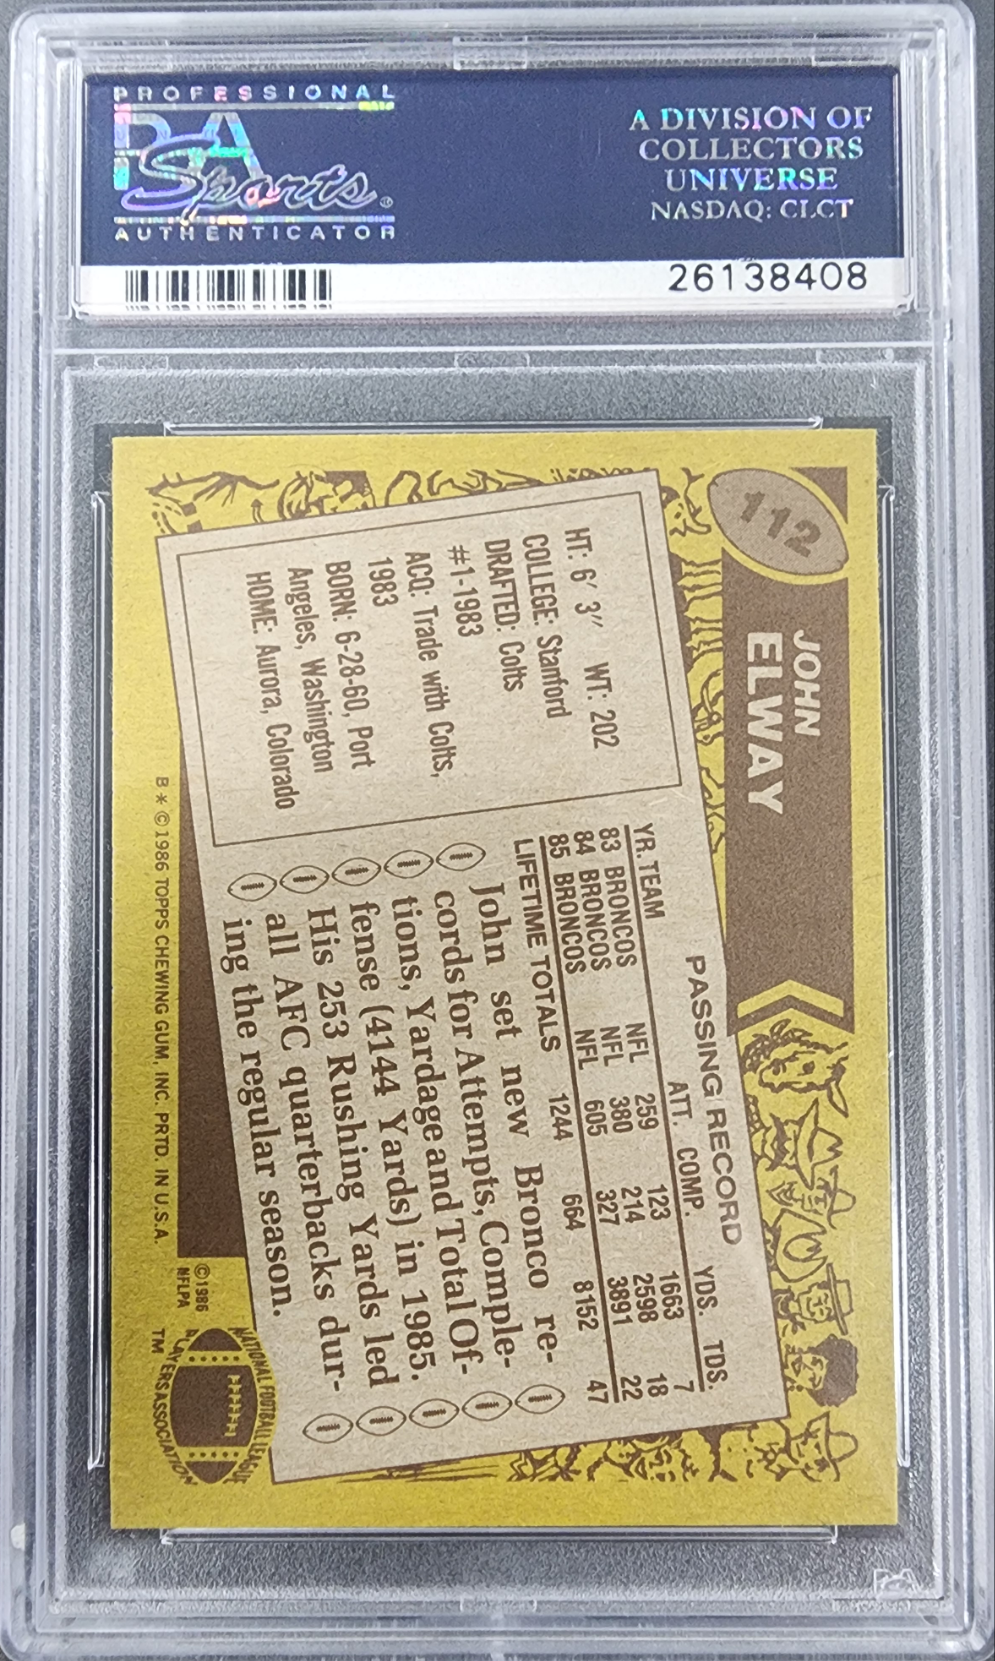 PROFESSIONAL
PSA
Sports®
AUTHENTICATOR
A DIVISION OF
COLLECTORS
UNIVERSE
NASDAQ: CLCT
26138408
112
JOHN
ELWAY
HT: 6′ 3″ WT: 202
COLLEGE: Stanford
DRAFTED: Colts
#1-1983
ACQ: Trade with Colts,
1983
BORN: 6-28-60, Port
Angeles, Washington
HOME: Aurora, Colorado
PASSING RECORD
YR. TEAM ATT. COMP. YDS. TDS.
83 BRONCOS NFL 259 123 1663 7
84 BRONCOS NFL 380 214 2598 18
85 BRONCOS NFL 605 327 3891 22
LIFETIME TOTALS 1244 664 8152 47
John set new Bronco re-
cords for Attempts, Comple-
tions, Yardage and Total Of-
fense (4144 Yards) in 1985.
His 253 Rushing Yards led
all AFC quarterbacks dur-
ing the regular season.
B * © 1986 TOPPS CHEWING GUM, INC. PRTD. IN U.S.A.
© 1986
NFLPA
NATIONAL FOOTBALL LEAGUE
PLAYERS ASSOCIATION
TM
PSA